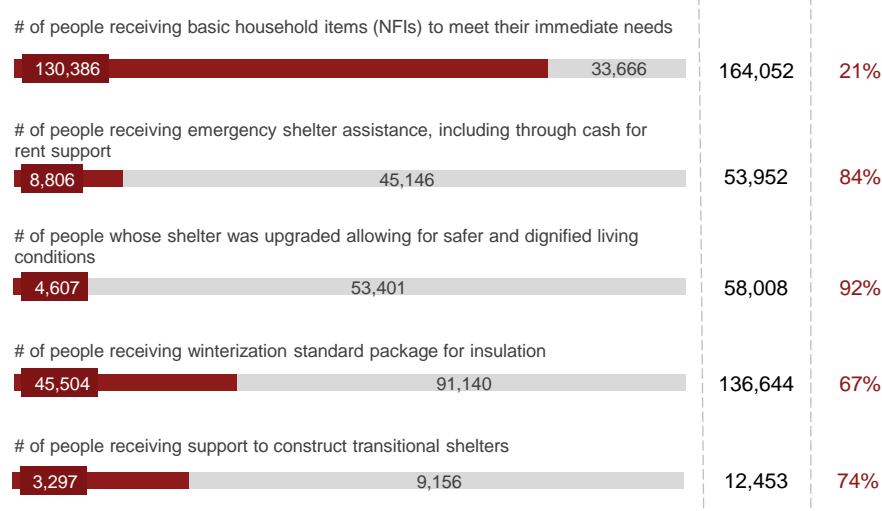 # of people receiving basic household items (NFIs) to meet their immediate needs
130,386 33,666 164,052 21%
# of people receiving emergency shelter assistance, including through cash for
rent support
8,806 45,146 53,952 84%
# of people whose shelter was upgraded allowing for safer and dignified living
conditions
4,607 53,401 58,008 92%
# of people receiving winterization standard package for insulation
45,504 91,140 136,644 67%
# of people receiving support to construct transitional shelters
3,297 9,156 12,453 74%